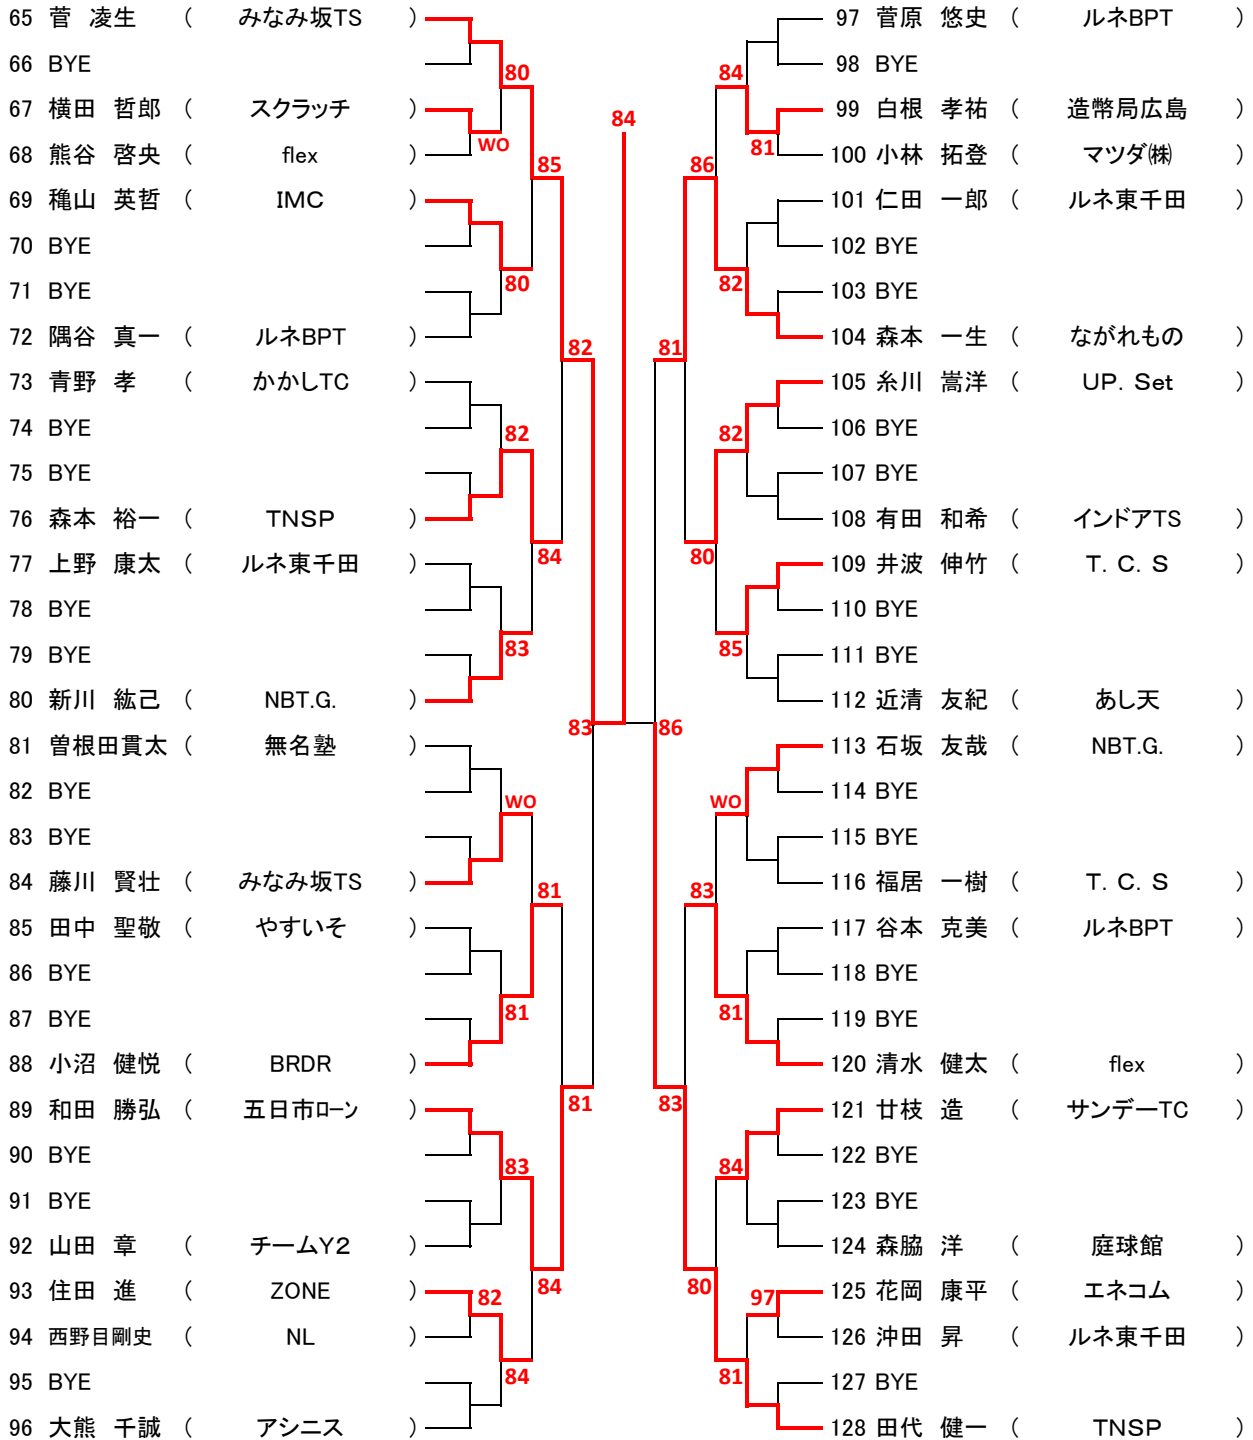 65 菅 凌生 （ みなみ坂TS ）
66 BYE
67 横田 哲郎 （ スクラッチ ）
68 熊谷 啓央 （ flex ）
69 穐山 英哲 （ IMC ）
70 BYE
71 BYE
72 隅谷 真一 （ ルネBPT ）
73 青野 孝 （ かかしTC ）
74 BYE
75 BYE
76 森本 裕一 （ TNSP ）
77 上野 康太 （ ルネ東千田 ）
78 BYE
79 BYE
80 新川 紘己 （ NBT.G. ）
81 曽根田貫太 （ 無名塾 ）
82 BYE
83 BYE
84 藤川 賢壮 （ みなみ坂TS ）
85 田中 聖敬 （ やすいそ ）
86 BYE
87 BYE
88 小沼 健悦 （ BRDR ）
89 和田 勝弘 （ 五日市ﾛｰﾝ ）
90 BYE
91 BYE
92 山田 章 （ チームY2 ）
93 住田 進 （ ZONE ）
94 西野目剛史 （ NL ）
95 BYE
96 大熊 千誠 （ アシニス ）
80
WO
85
80
82
82
84
83
83
WO
81
81
81
83
84
82
84
84
97 菅原 悠史 （ ルネBPT ）
98 BYE
99 白根 孝祐 （ 造幣局広島 ）
100 小林 拓登 （ マツダ㈱ ）
101 仁田 一郎 （ ルネ東千田 ）
102 BYE
103 BYE
104 森本 一生 （ ながれもの ）
105 糸川 嵩洋 （ UP．Set ）
106 BYE
107 BYE
108 有田 和希 （ インドアTS ）
109 井波 伸竹 （ T．C．S ）
110 BYE
111 BYE
112 近清 友紀 （ あし天 ）
113 石坂 友哉 （ NBT.G. ）
114 BYE
115 BYE
116 福居 一樹 （ T．C．S ）
117 谷本 克美 （ ルネBPT ）
118 BYE
119 BYE
120 清水 健太 （ flex ）
121 廿枝 造 （ サンデーTC ）
122 BYE
123 BYE
124 森脇 洋 （ 庭球館 ）
125 花岡 康平 （ エネコム ）
126 沖田 昇 （ ルネ東千田 ）
127 BYE
128 田代 健一 （ TNSP ）
84
81
86
82
81
82
80
85
86
WO
83
81
83
84
80
97
81